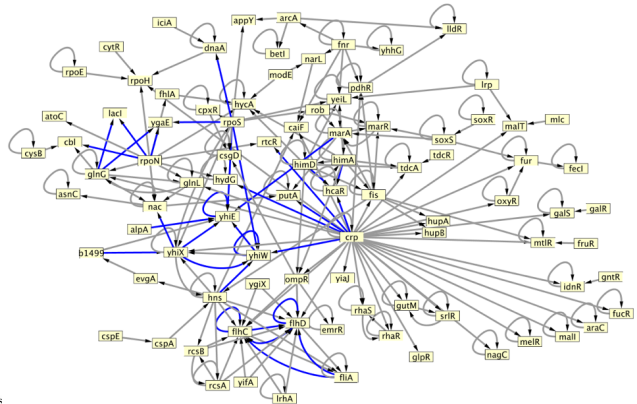 iciA
appY
arcA
lldR
cytR
dnaA
betI
fnr
yhhG
rpoE
narL
rpoH
modE
pdhR
lrp
fhlA
hycA
yeiL
atoC
lacI
cpxR
rob
soxR
mlc
ygaE
rpoS
caiF
marA
marR
malT
soxS
cysB
cbl
rpoN
csgD
rtcR
himD
himA
tdcR
fur
fecI
glnG
glnL
hydG
tdcA
asnC
putA
hcaR
fis
oxyR
nac
yhiE
galS
galR
alpA
hupA
hupB
crp
b1499
yhiX
yhiW
mtlR
fruR
evgA
ygiX
ompR
yiaJ
idnR
gntR
hns
rhaS
gutM
srlR
fucR
flhC
flhD
emrR
rhaR
araC
cspE
cspA
rcsB
glpR
nagC
melR
malI
rcsA
yifA
fliA
lrhA
s